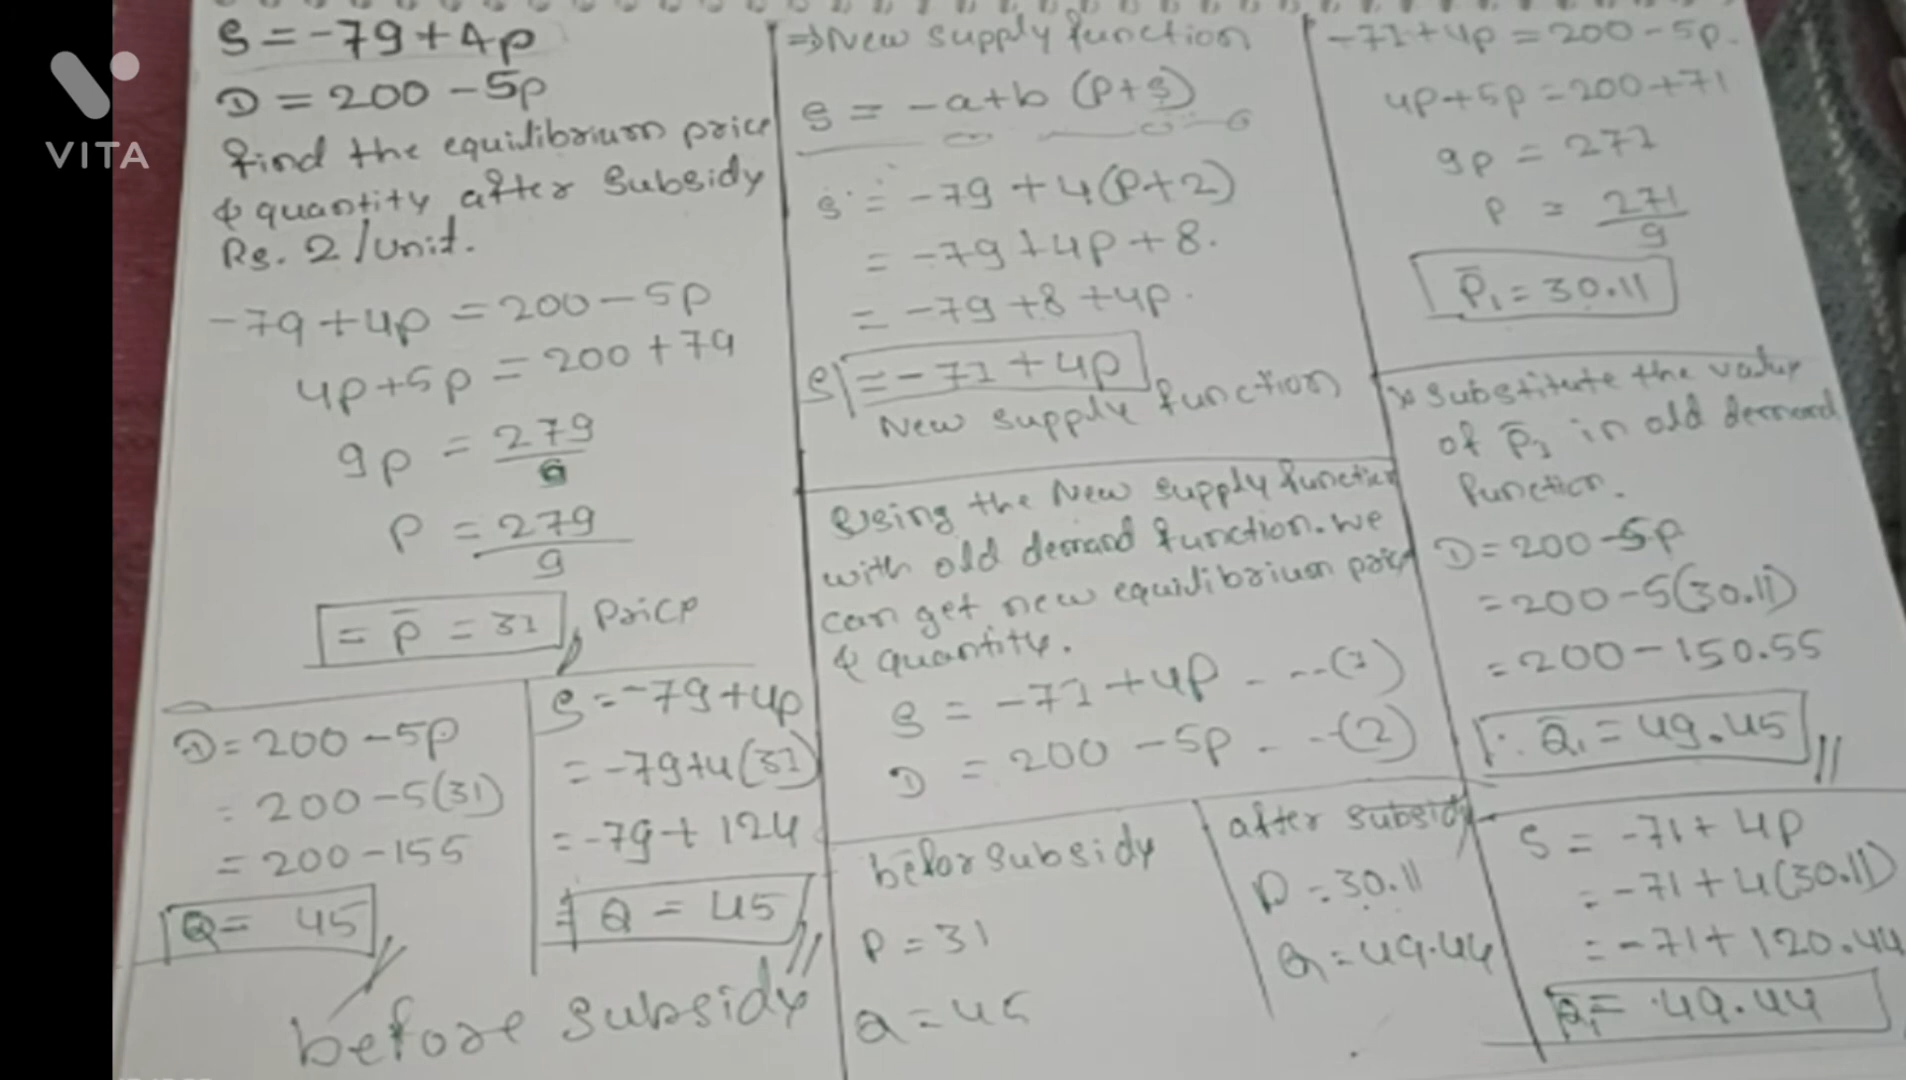 VITA
S = -79 + 4p
D = 200 - 5p
find the equilibrium price
& quantity after Subsidy
Rs. 2 / unit.
-79 + 4p = 200 - 5p
4p + 5p = 200 + 79
9p = 279
P = 279/9
= p̄ = 31 Price
D = 200 - 5p
= 200 - 5(31)
= 200 - 155
Q = 45
S = -79 + 4p
= -79 + 4(31)
= -79 + 124
= Q = 45
before subsidy
⇒ New supply function
S = -a + b (p + s)
S = -79 + 4(p + 2)
= -79 + 4p + 8.
= -79 + 8 + 4p.
S = -71 + 4p
New supply function
Using the New supply function
with old demand function. we
can get new equilibrium price
& quantity.
S = -71 + 4p - -- (1)
D = 200 - 5p - -- (2)
befor subsidy
P = 31
Q = 45
after subsidy
P = 30.11
Q = 49.44
-71 + 4p = 200 - 5p.
4p + 5p = 200 + 71
9p = 271
P = 271/9
P̄₁ = 30.11
* Substitute the value
of P̄₁ in old demand
function.
D = 200 - 5p
= 200 - 5(30.11)
= 200 - 150.55
∴ Q̄₁ = 49.45
S = -71 + 4p
= -71 + 4(30.11)
= -71 + 120.44
Q̄₁ = 49.44